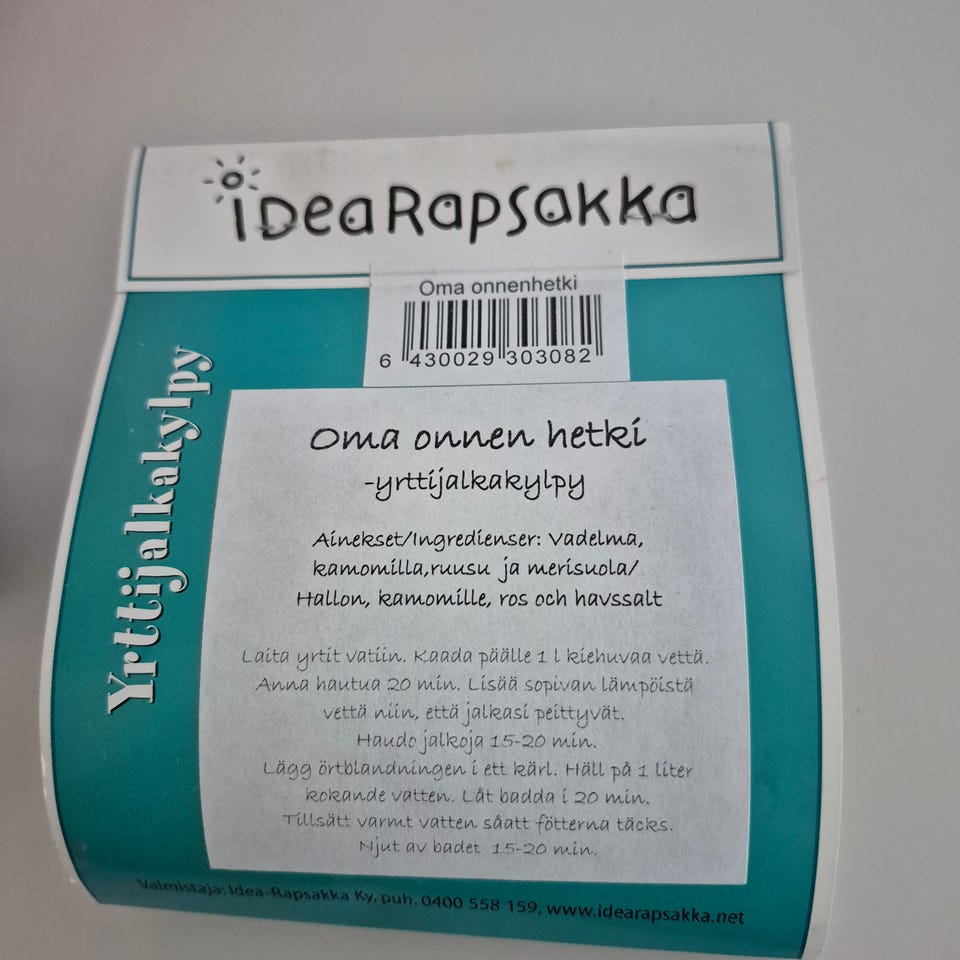 iDeaRapsakka
Oma onnenhetki
6 430029 303082
Yrttijalkakylpy
Oma onnen hetki
-yrttijalkakylpy
Ainekset/Ingredienser: Vadelma,
kamomilla,ruusu ja merisuola/
Hallon, kamomille, ros och havssalt
Laita yrtit vatiin. Kaada päälle 1 l kiehuvaa vettä.
Anna hautua 20 min. Lisää sopivan lämpöistä
vettä niin, että jalkasi peittyvät.
Haudo jalkoja 15-20 min.
Lägg örtblandningen i ett kärl. Häll på 1 liter
kokande vatten. Låt badda i 20 min.
Tillsätt varmt vatten såatt fötterna täcks.
Njut av badet 15-20 min.
Valmistaja: Idea-Rapsakka Ky, puh. 0400 558 159, www.idearapsakka.net